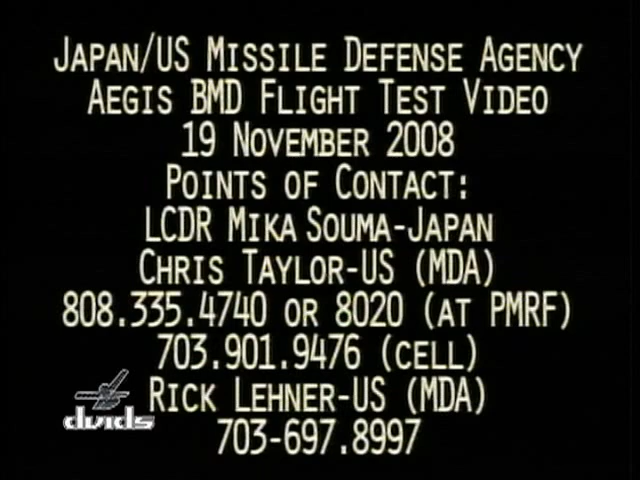 JAPAN/US MISSILE DEFENSE AGENCY
AEGIS BMD FLIGHT TEST VIDEO
19 NOVEMBER 2008
POINTS OF CONTACT:
LCDR MIKA SOUMA-JAPAN
CHRIS TAYLOR-US (MDA)
808.335.4740 OR 8020 (AT PMRF)
703.901.9476 (CELL)
RICK LEHNER-US (MDA)
703-697.8997
dvids